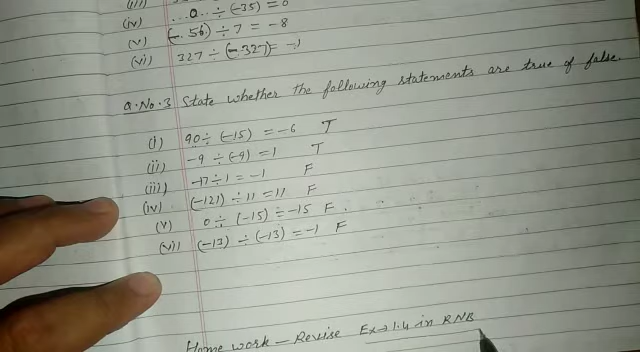 (iv) ...0.. ÷ (-35) = 0
(v) (-56) ÷ 7 = -8
(vi) 327 ÷ (-327) = -1
Q.No.3 State whether the following statements are true of false.
(i) 90 ÷ (-15) = -6 T
(ii) -9 ÷ (-9) = 1 T
(iii) -17 ÷ 1 = -1 F
(iv) (-121) ÷ 11 = 11 F
(v) 0 ÷ (-15) = -15 F.
(vi) (-13) ÷ (-13) = -1 F
Home work - Revise Ex → 1.4 in RNB